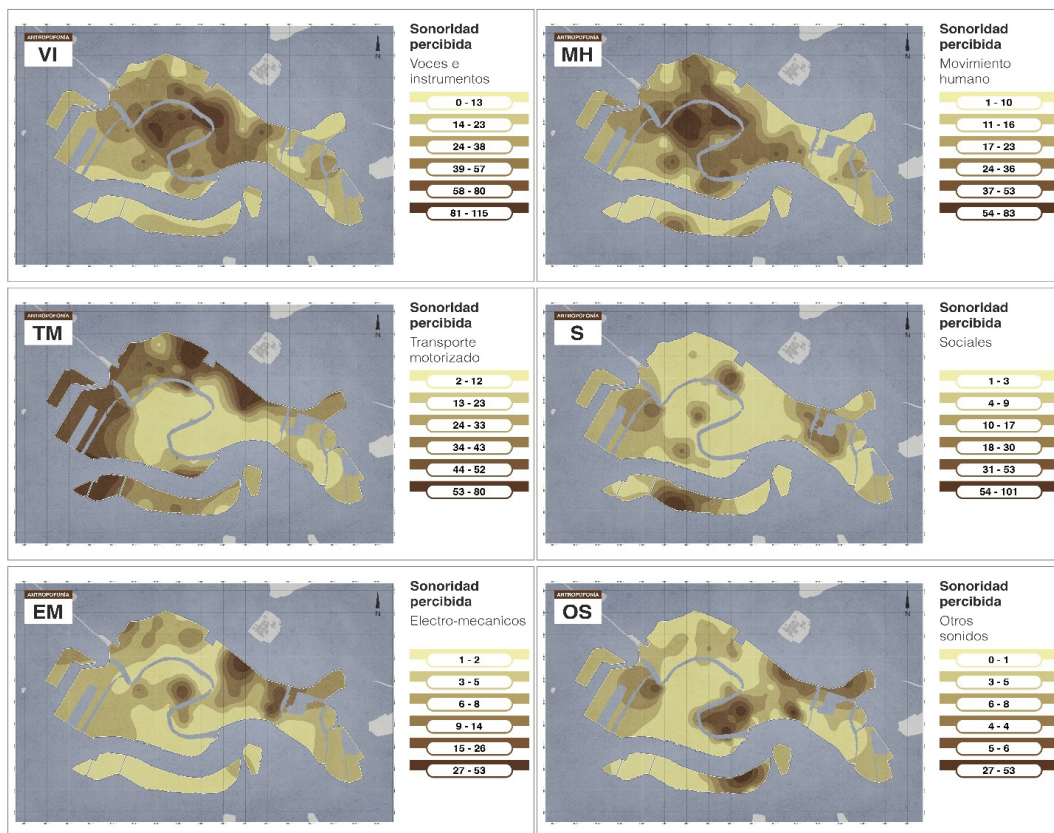 ANTROPOFONÍA
VI
N
Sonoridad
percibida
Voces e
instrumentos
0 - 13
14 - 23
24 - 38
39 - 57
58 - 80
81 - 115
ANTROPOFONÍA
MH
N
Sonoridad
percibida
Movimiento
humano
1 - 10
11 - 16
17 - 23
24 - 36
37 - 53
54 - 83
ANTROPOFONÍA
TM
N
Sonoridad
percibida
Transporte
motorizado
2 - 12
13 - 23
24 - 33
34 - 43
44 - 52
53 - 80
ANTROPOFONÍA
S
N
Sonoridad
percibida
Sociales
1 - 3
4 - 9
10 - 17
18 - 30
31 - 53
54 - 101
ANTROPOFONÍA
EM
N
Sonoridad
percibida
Electro-mecanicos
1 - 2
3 - 5
6 - 8
9 - 14
15 - 26
27 - 53
ANTROPOFONÍA
OS
N
Sonoridad
percibida
Otros
sonidos
0 - 1
3 - 5
6 - 8
4 - 4
5 - 6
27 - 53